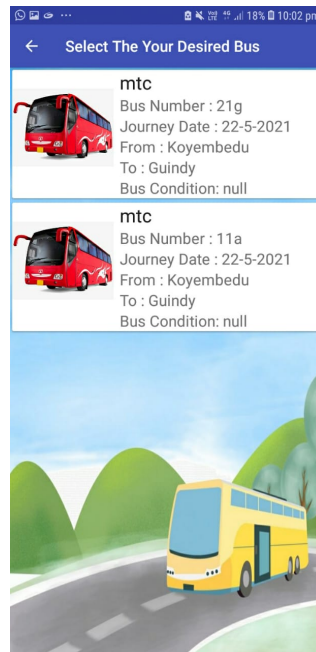 18% 10:02 pm
Select The Your Desired Bus
mtc
Bus Number : 21g
Journey Date : 22-5-2021
From : Koyembedu
To : Guindy
Bus Condition: null
mtc
Bus Number : 11a
Journey Date : 22-5-2021
From : Koyembedu
To : Guindy
Bus Condition: null